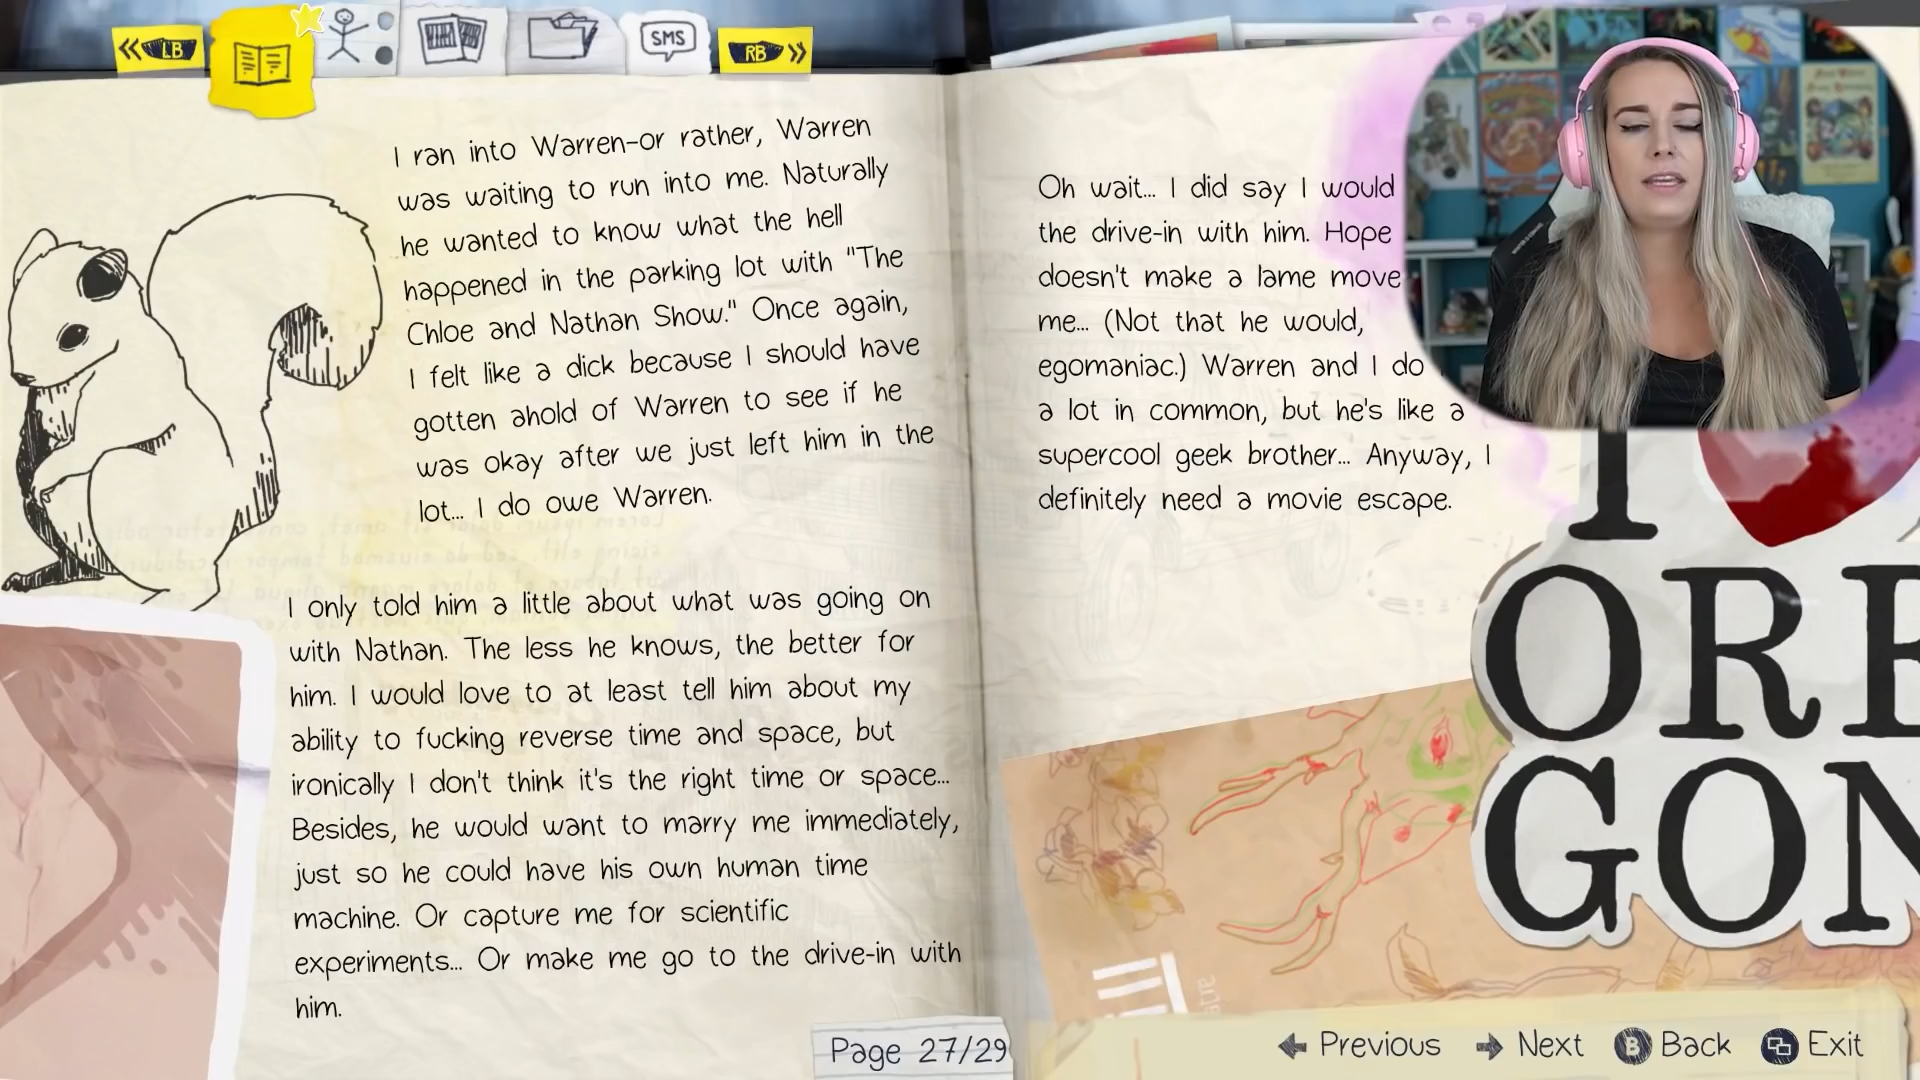 LB
SMS
RB
I ran into Warren-or rather, Warren
was waiting to run into me. Naturally
he wanted to know what the hell
happened in the parking lot with "The
Chloe and Nathan Show." Once again,
I felt like a dick because I should have
gotten ahold of Warren to see if he
was okay after we just left him in the
lot... I do owe Warren.
I only told him a little about what was going on
with Nathan. The less he knows, the better for
him. I would love to at least tell him about my
ability to fucking reverse time and space, but
ironically I don't think it's the right time or space...
Besides, he would want to marry me immediately,
just so he could have his own human time
machine. Or capture me for scientific
experiments... Or make me go to the drive-in with
him.
Oh wait... I did say I would
the drive-in with him. Hope
doesn't make a lame move
me... (Not that he would,
egomaniac.) Warren and I do
a lot in common, but he's like a
supercool geek brother... Anyway, I
definitely need a movie escape.
I
ORE
GON
Page 27/29
Previous
Next
B Back
Exit